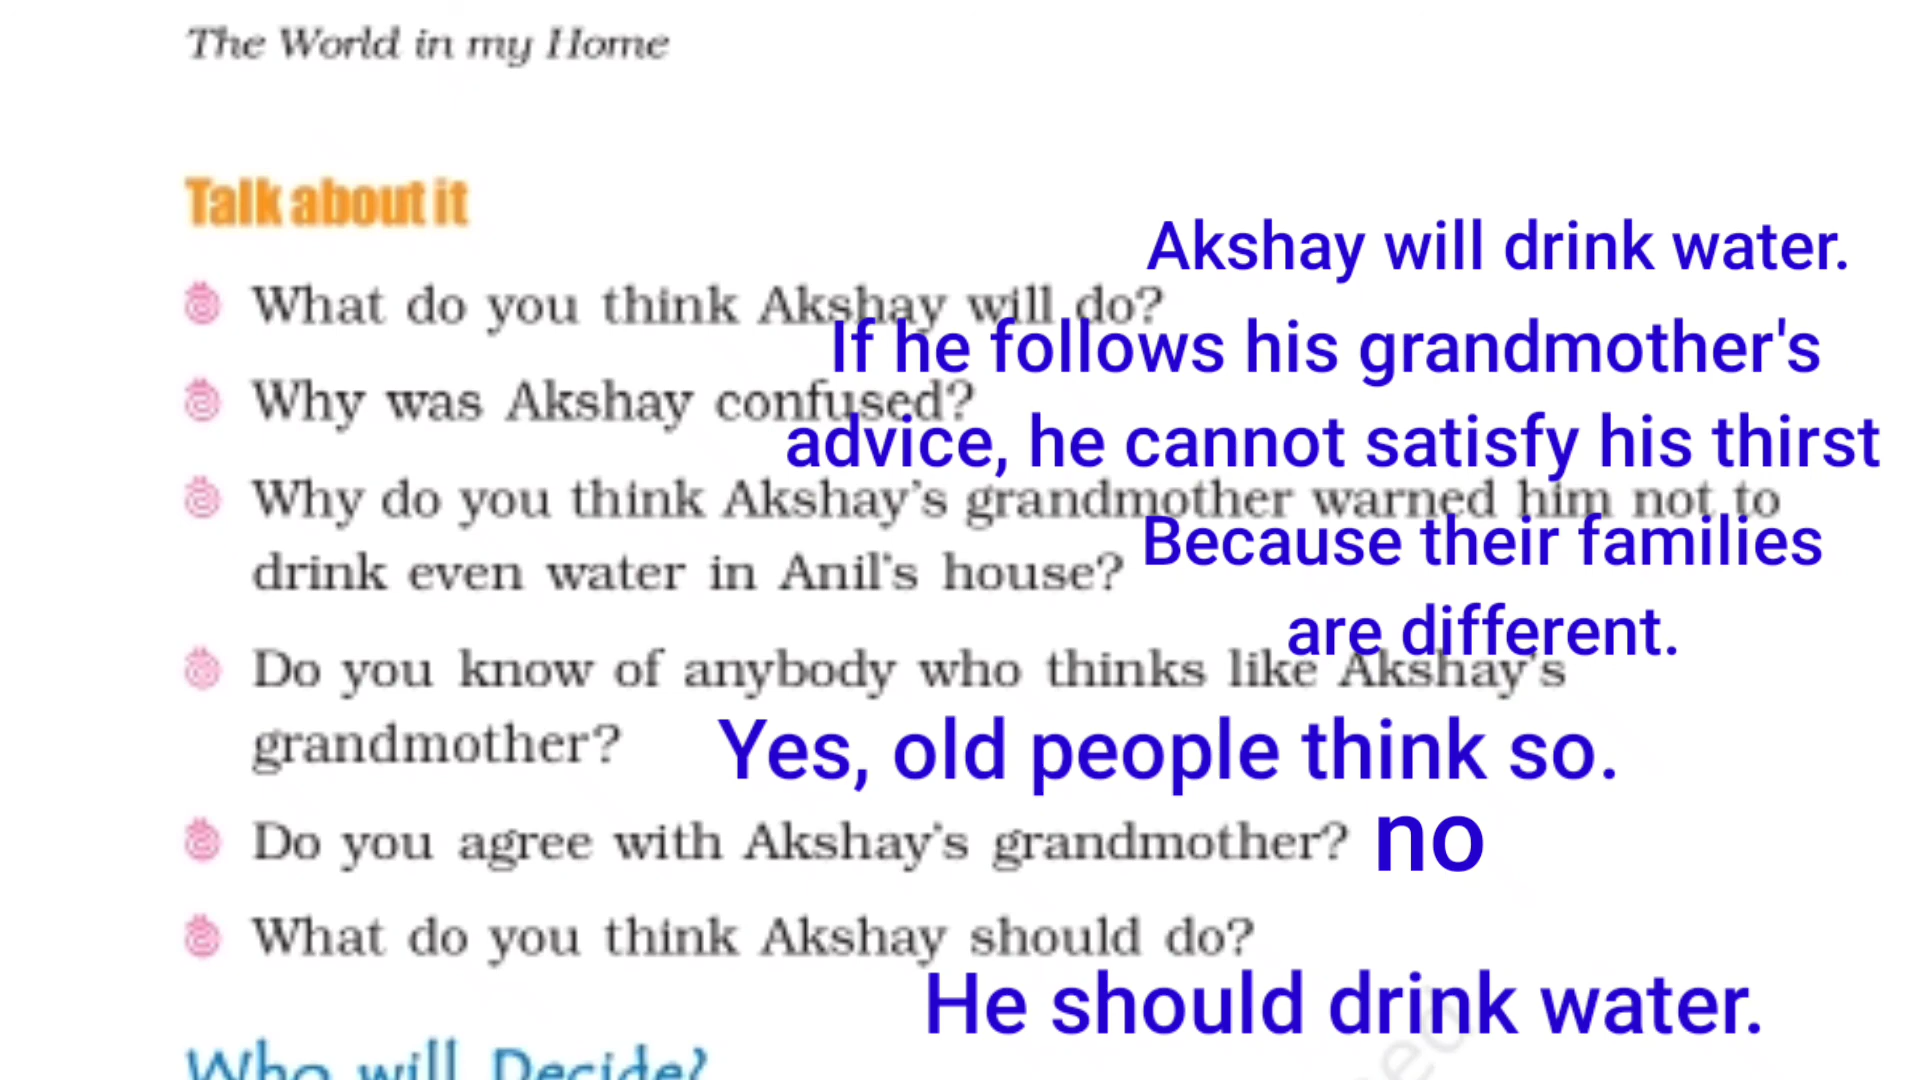 The World in my Home
Talk about it
Akshay will drink water.
What do you think Akshay will do?
If he follows his grandmother's
Why was Akshay confused?
advice, he cannot satisfy his thirst
Why do you think Akshay's grandmother warned him not to
drink even water in Anil's house?
Because their families
are different.
Do you know of anybody who thinks like Akshay's
grandmother?
Yes, old people think so.
Do you agree with Akshay's grandmother?
no
What do you think Akshay should do?
He should drink water.
Who will Decide?